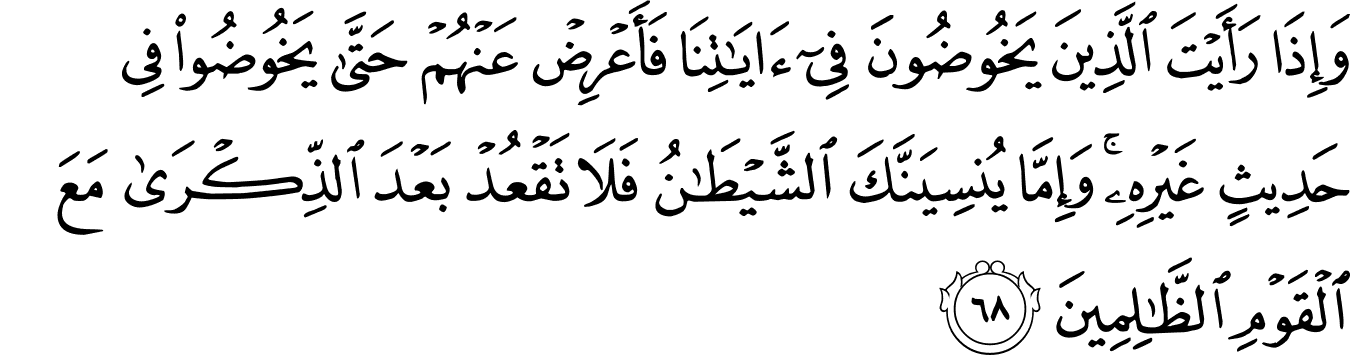 وَإِذَا رَأَيۡتَ ٱلَّذِينَ يَخُوضُونَ فِيٓ ءَايَٰتِنَا فَأَعۡرِضۡ عَنۡهُمۡ حَتَّىٰ يَخُوضُواْ فِي
حَدِيثٍ غَيۡرِهِۦۚ وَإِمَّا يُنسِيَنَّكَ ٱلشَّيۡطَٰنُ فَلَا تَقۡعُدۡ بَعۡدَ ٱلذِّكۡرَىٰ مَعَ
ٱلۡقَوۡمِ ٱلظَّٰلِمِينَ ٦٨